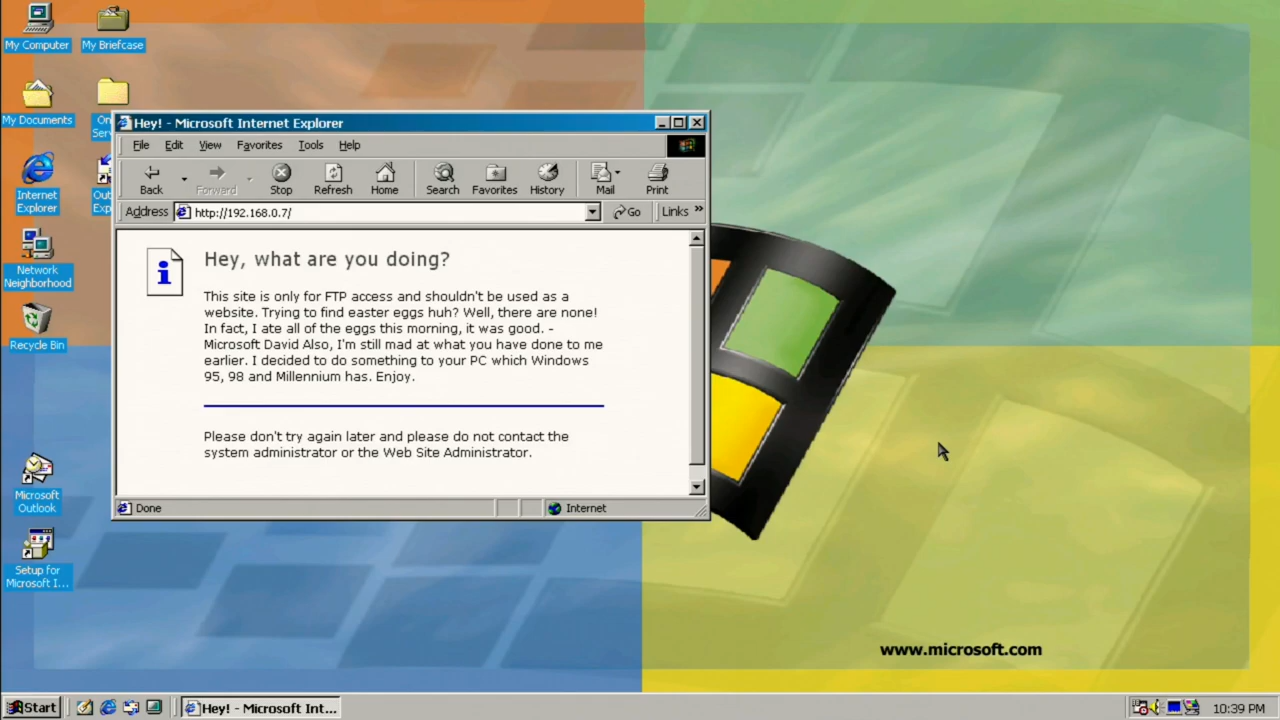 My Computer
My Briefcase
My Documents
On
Ser
Internet
Explorer
Out
Exp
Network
Neighborhood
Recycle Bin
Microsoft
Outlook
Setup for
Microsoft I...
Hey! - Microsoft Internet Explorer
File Edit View Favorites Tools Help
Back Forward Stop Refresh Home Search Favorites History Mail Print
Address http://192.168.0.7/ Go Links »
Hey, what are you doing?
This site is only for FTP access and shouldn't be used as a
website. Trying to find easter eggs huh? Well, there are none!
In fact, I ate all of the eggs this morning, it was good. -
Microsoft David Also, I'm still mad at what you have done to me
earlier. I decided to do something to your PC which Windows
95, 98 and Millennium has. Enjoy.
Please don't try again later and please do not contact the
system administrator or the Web Site Administrator.
Done Internet
www.microsoft.com
Start Hey! - Microsoft Int... 10:39 PM